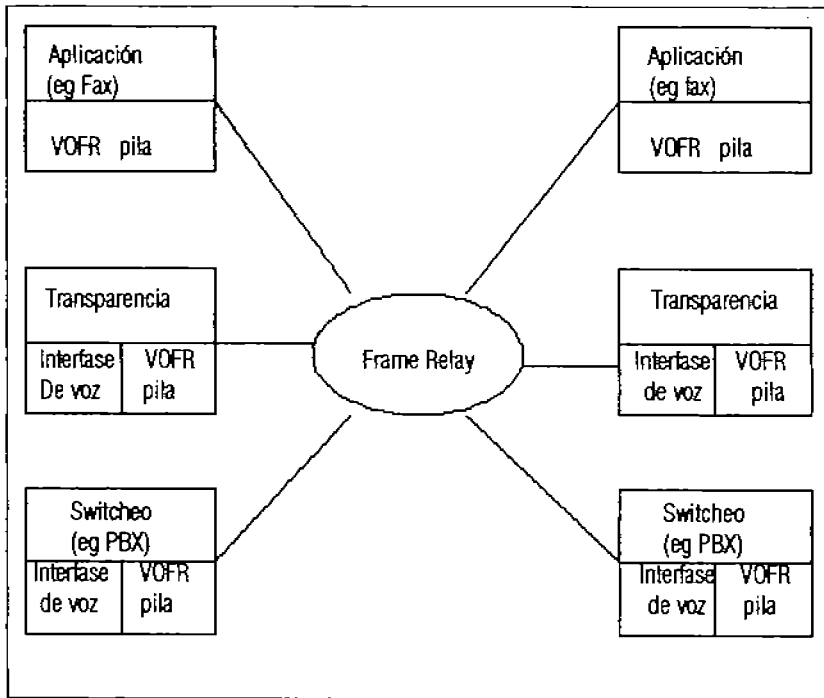 Aplicación
(eg Fax)
VOFR pila
Aplicación
(eg fax)
VOFR pila
Transparencia
Interfase
De voz
VOFR
pila
Frame Relay
Transparencia
Interfase
de voz
VOFR
pila
Switcheo
(eg PBX)
Interfase
de voz
VOFR
pila
Switcheo
(eg PBX)
Interfase
de voz
VOFR
pila